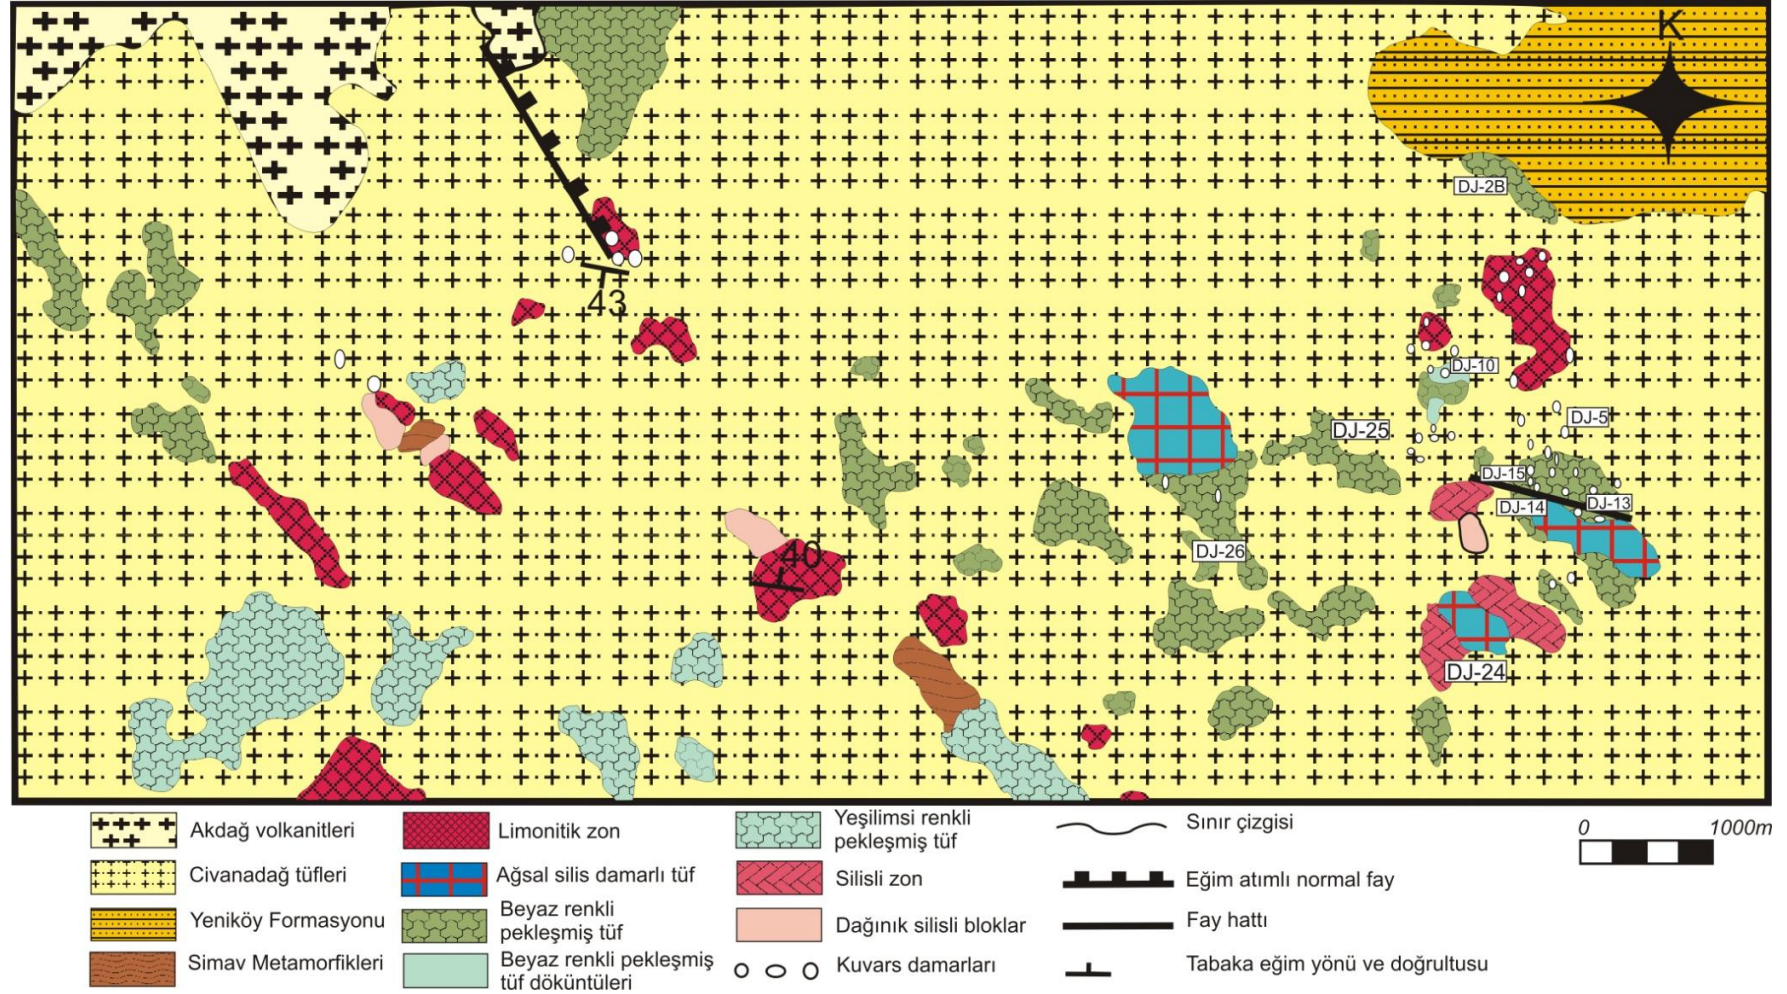 K
DJ-2B
43
DJ-10
DJ-5
DJ-25
DJ-15
DJ-14
DJ-13
40
DJ-26
DJ-24
Akdağ volkanitleri
Civanadağ tüfleri
Yeniköy Formasyonu
Simav Metamorfikleri
Limonitik zon
Ağsal silis damarlı tüf
Beyaz renkli
pekleşmiş tüf
Beyaz renkli pekleşmiş
tüf döküntüleri
Yeşilimsi renkli
pekleşmiş tüf
Silisli zon
Dağınık silisli bloklar
Kuvars damarları
Sınır çizgisi
Eğim atımlı normal fay
Fay hattı
Tabaka eğim yönü ve doğrultusu
0 1000m